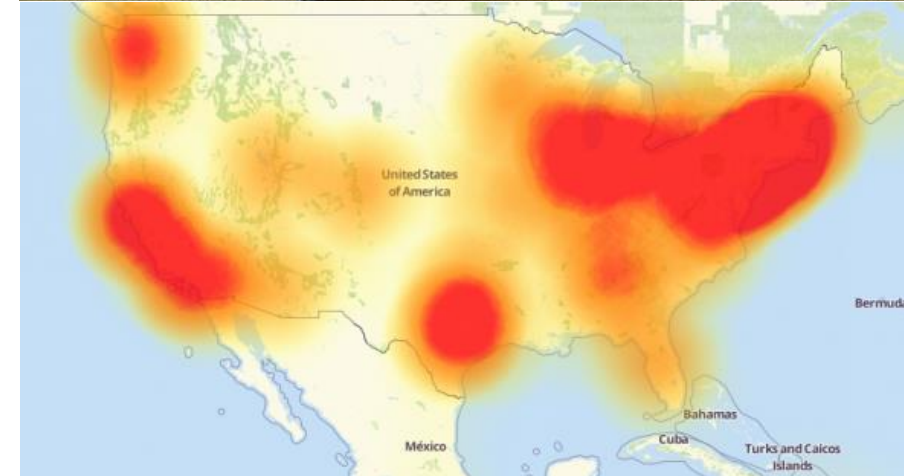 United States
of America
Bermuda
Bahamas
México
Cuba
Turks and Caicos
Islands